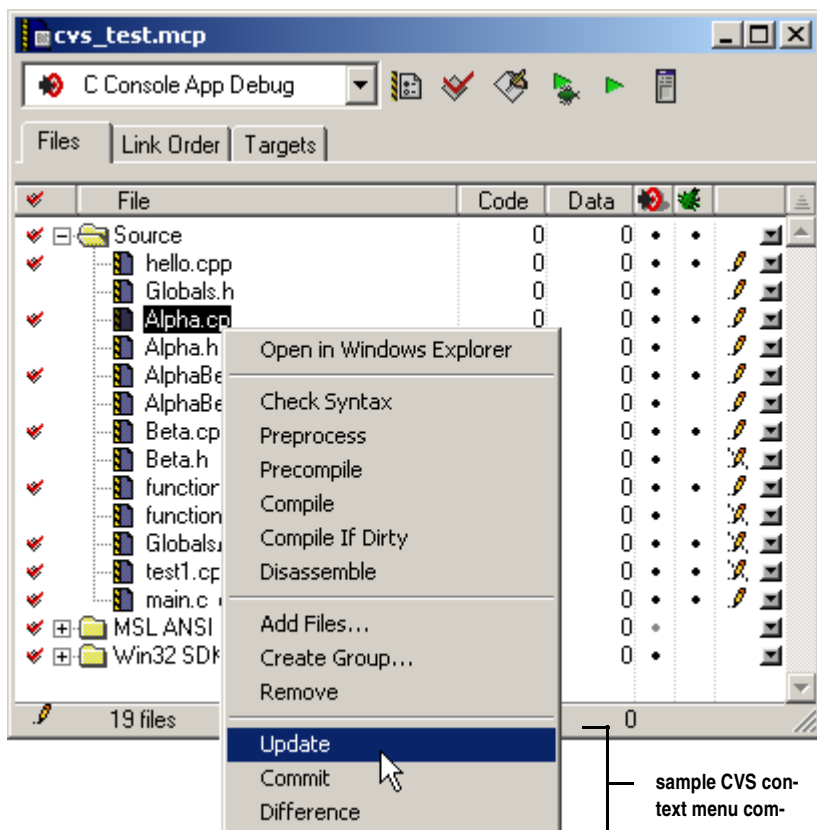 cvs_test.mcp
C Console App Debug
Files Link Order Targets
File Code Data
Source 0 0
hello.cpp 0 0
Globals.h 0 0
Alpha.cp 0 0
Alpha.h 0
AlphaBe 0
AlphaBe 0
Beta.cp 0
Beta.h 0
function 0
function 0
Globals. 0
test1.cp 0
main.c 0
MSL ANSI 0
Win32 SDK 0
19 files 0
Open in Windows Explorer
Check Syntax
Preprocess
Precompile
Compile
Compile If Dirty
Disassemble
Add Files...
Create Group...
Remove
Update
Commit
Difference
sample CVS con-
text menu com-